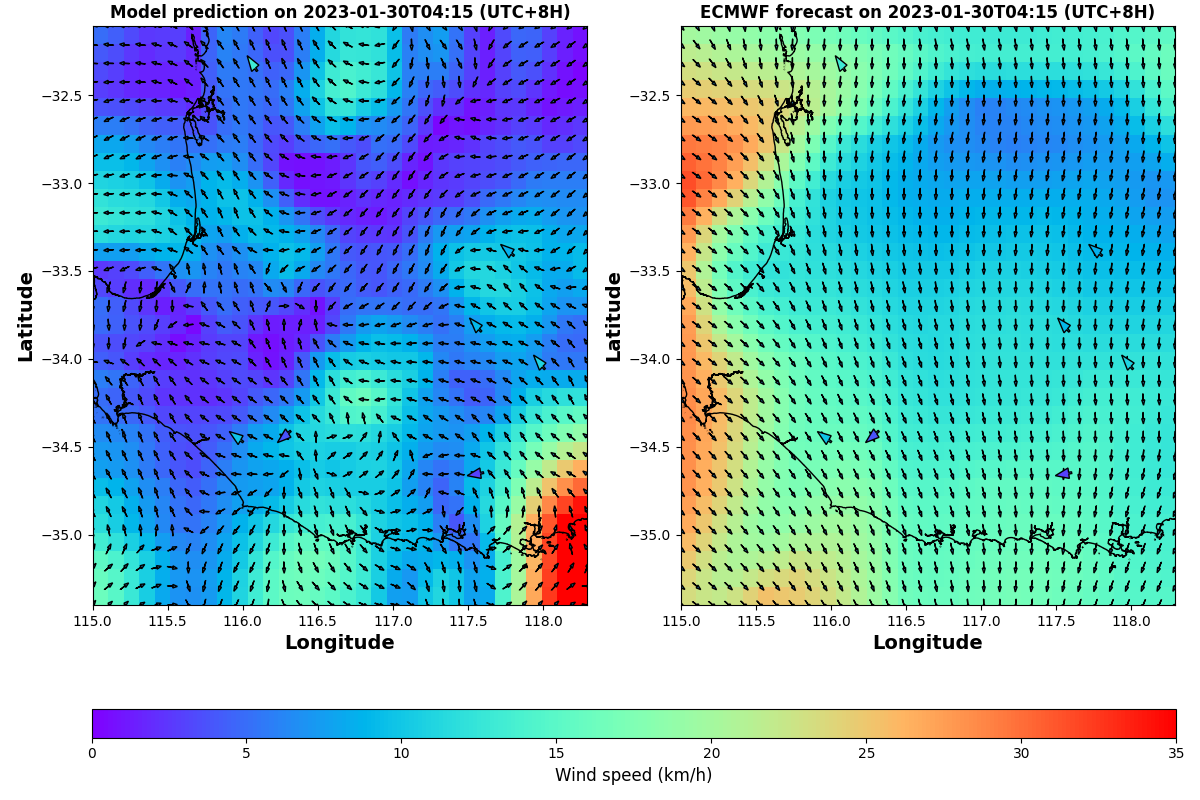 Model prediction on 2023-01-30T04:15 (UTC+8H)
ECMWF forecast on 2023-01-30T04:15 (UTC+8H)
Latitude
−32.5
−33.0
−33.5
−34.0
−34.5
−35.0
115.0 115.5 116.0 116.5 117.0 117.5 118.0
Longitude
Latitude
−32.5
−33.0
−33.5
−34.0
−34.5
−35.0
115.0 115.5 116.0 116.5 117.0 117.5 118.0
Longitude
0 5 10 15 20 25 30 35
Wind speed (km/h)